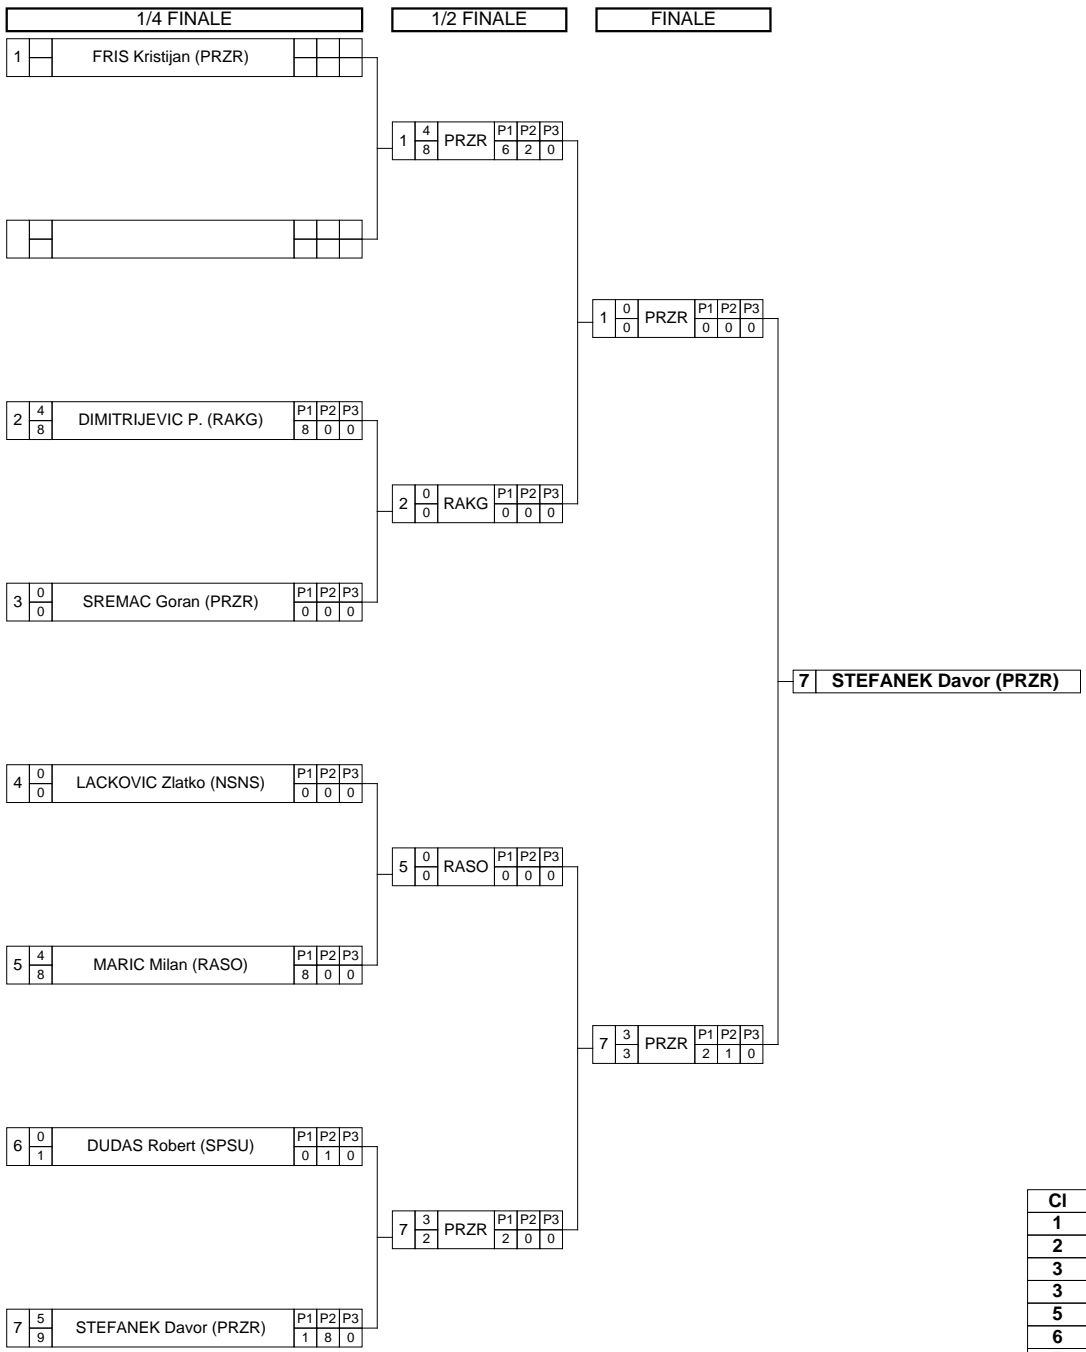 1/4 FINALE 1/2 FINALE FINALE
1 FRIS Kristijan (PRZR)
1 4 8 PRZR P1 P2 P3 6 2 0
1 0 0 PRZR P1 P2 P3 0 0 0
2 4 8 DIMITRIJEVIC P. (RAKG) P1 P2 P3 8 0 0
2 0 0 RAKG P1 P2 P3 0 0 0
3 0 0 SREMAC Goran (PRZR) P1 P2 P3 0 0 0
7 STEFANEK Davor (PRZR)
4 0 0 LACKOVIC Zlatko (NSNS) P1 P2 P3 0 0 0
5 0 0 RASO P1 P2 P3 0 0 0
5 4 8 MARIC Milan (RASO) P1 P2 P3 8 0 0
7 3 3 PRZR P1 P2 P3 2 1 0
6 0 1 DUDAS Robert (SPSU) P1 P2 P3 0 1 0
7 3 2 PRZR P1 P2 P3 2 0 0
7 5 9 STEFANEK Davor (PRZR) P1 P2 P3 1 8 0
Cl
1
2
3
3
5
6